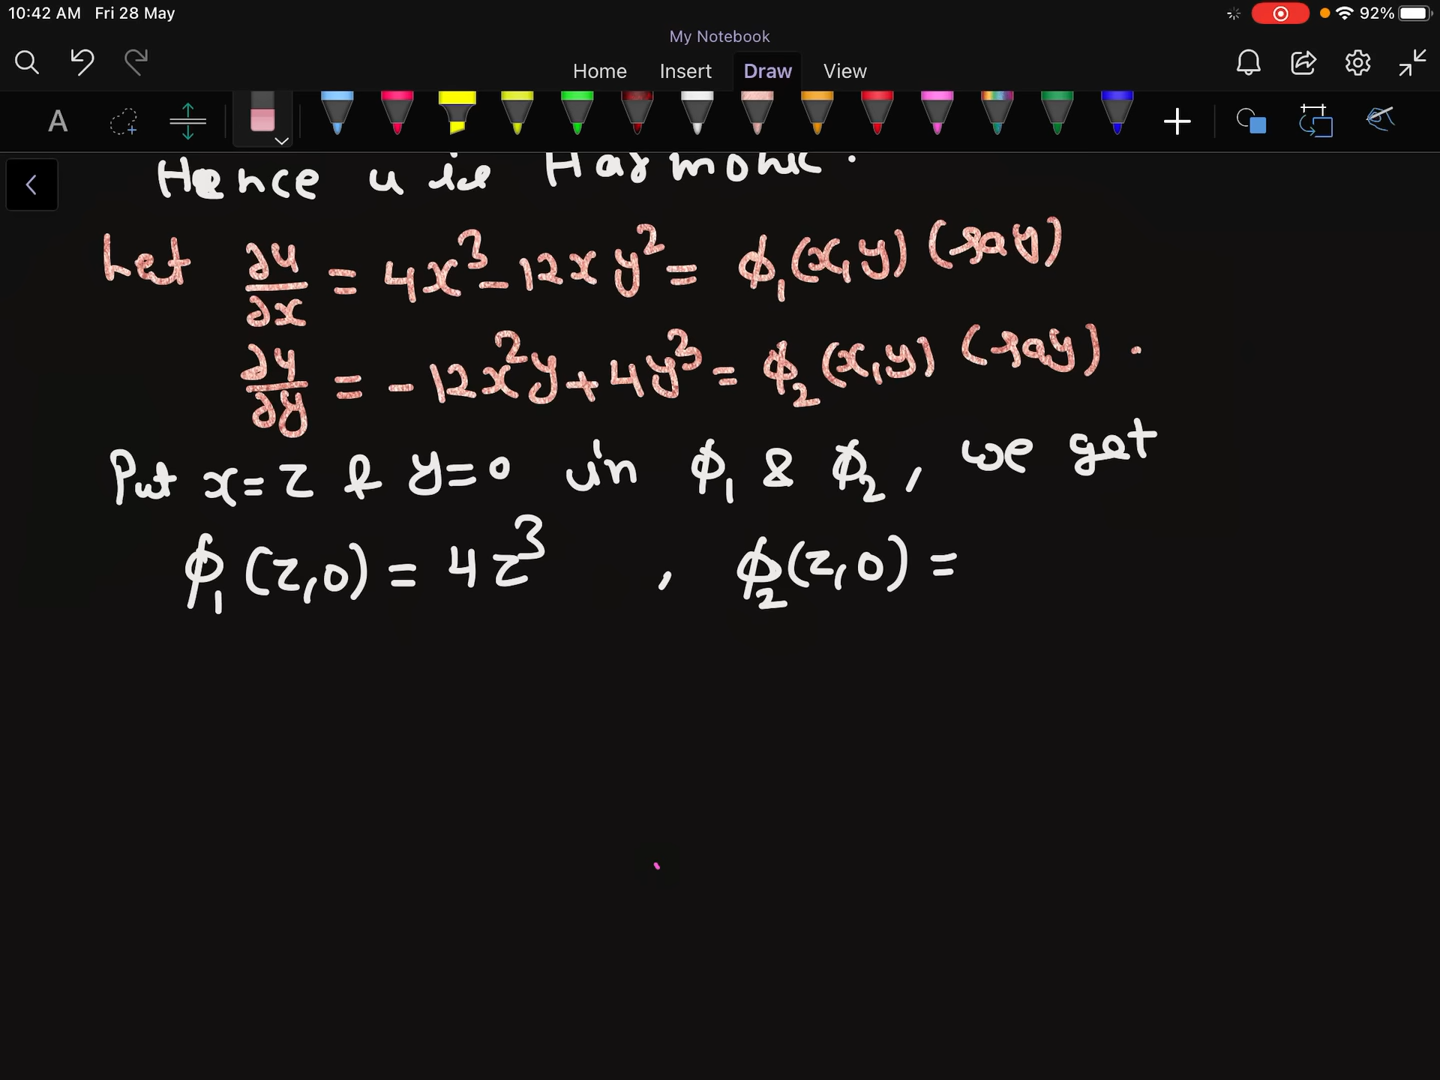 10:42 AM Fri 28 May 92%
My Notebook
Home Insert Draw View
A
Hence u is Harmonic.
Let ∂u/∂x = 4x³ - 12xy² = ϕ₁(x,y) (say)
∂u/∂y = -12x²y + 4y³ = ϕ₂(x,y) (say).
Put x=z & y=0 in ϕ₁ & ϕ₂, we get
ϕ₁(z,0) = 4z³ , ϕ₂(z,0) =